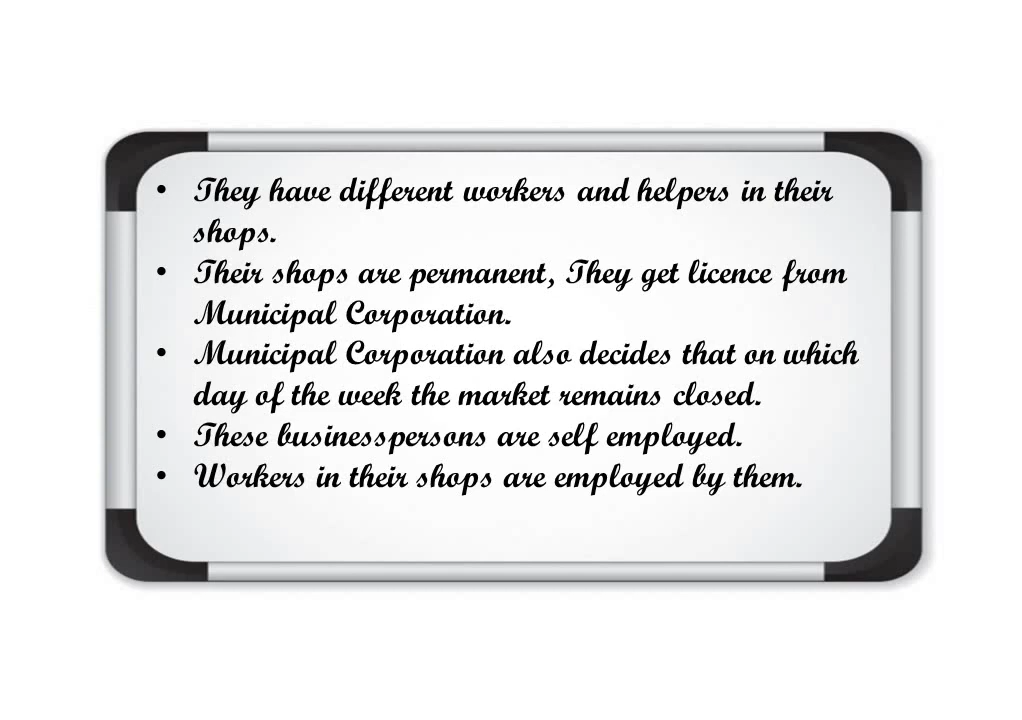 • They have different workers and helpers in their
shops.
• Their shops are permanent, They get licence from
Municipal Corporation.
• Municipal Corporation also decides that on which
day of the week the market remains closed.
• These businesspersons are self employed.
• Workers in their shops are employed by them.